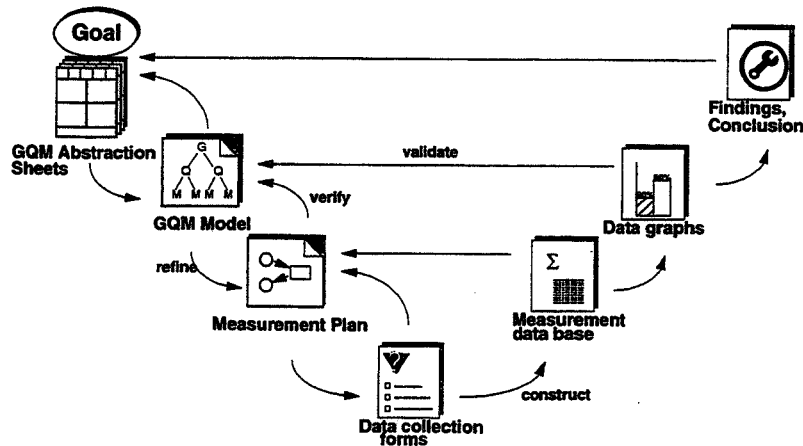 Goal
GQM Abstraction
Sheets
Findings,
Conclusion
G
Q Q
M M M M
GQM Model
validate
verify
Data graphs
refine
Σ
Measurement Plan
Measurement
data base
?
construct
Data collection
forms